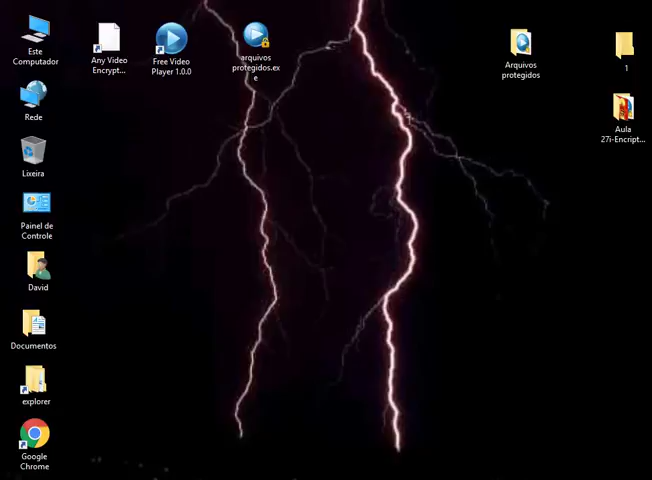 Este
Computador
Any Video
Encrypt...
Free Video
Player 1.0.0
arquivos
protegidos.ex
e
Arquivos
protegidos
1
Rede
Aula
27i-Encript...
Lixeira
Painel de
Controle
David
Documentos
explorer
Google
Chrome